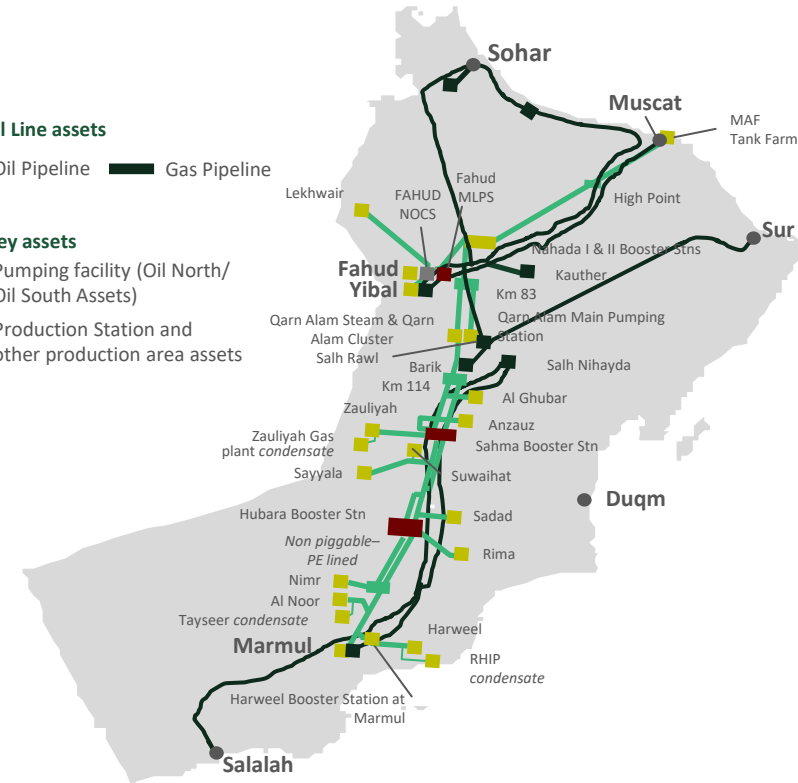 Sohar
Muscat
MAF
Tank Farm
l Line assets
Oil Pipeline
Gas Pipeline
Lekhwair
FAHUD
NOCS
Fahud
MLPS
High Point
Sur
ey assets
Pumping facility (Oil North/
Oil South Assets)
Production Station and
other production area assets
Nahada I & II Booster Stns
Fahud
Yibal
Kauther
Km 83
Qarn Alam Steam & Qarn
Alam Cluster
Salh Rawl
Qarn Alam Main Pumping
Station
Barik
Km 114
Salh Nihayda
Al Ghubar
Zauliyah
Anzauz
Zauliyah Gas
plant condensate
Sahma Booster Stn
Sayyala
Suwaihat
Duqm
Hubara Booster Stn
Sadad
Non piggable–
PE lined
Rima
Nimr
Al Noor
Tayseer condensate
Marmul
Harweel
RHIP
condensate
Harweel Booster Station at
Marmul
Salalah